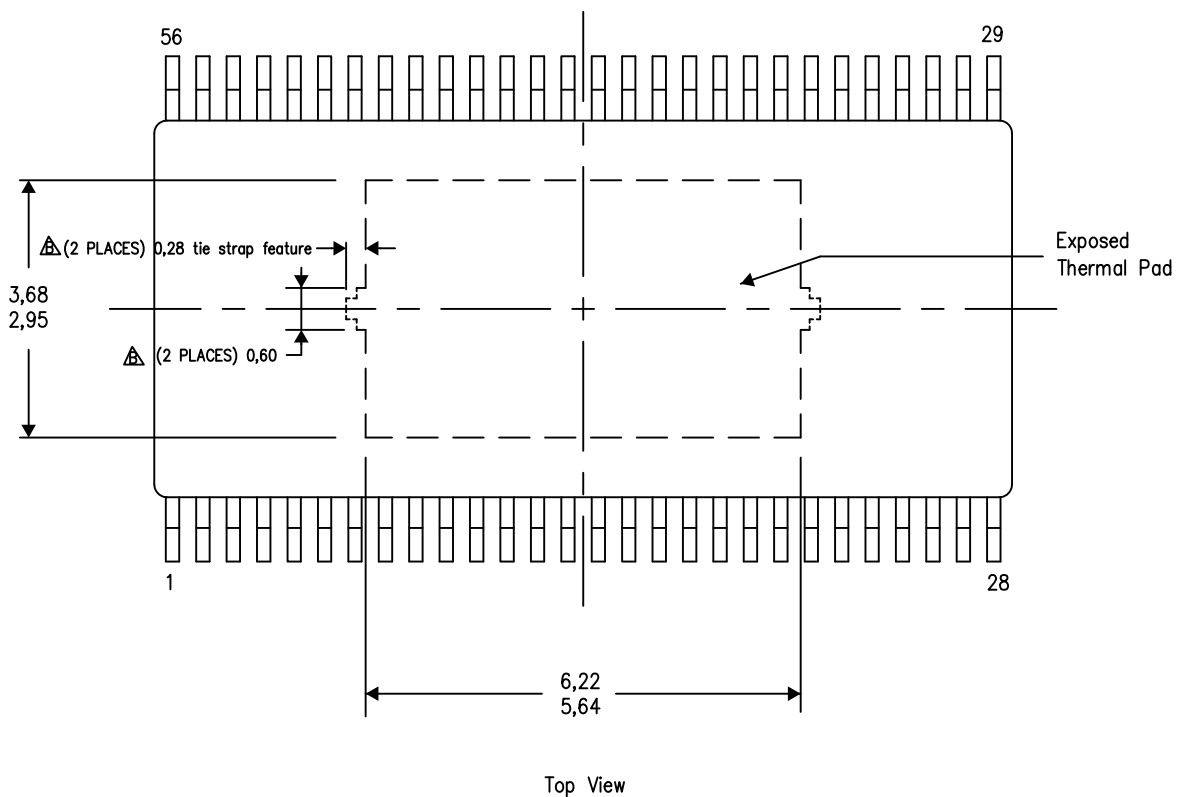 56
29
B (2 PLACES) 0,28 tie strap feature
Exposed
Thermal Pad
3,68
2,95
B (2 PLACES) 0,60
1
28
6,22
5,64
Top View